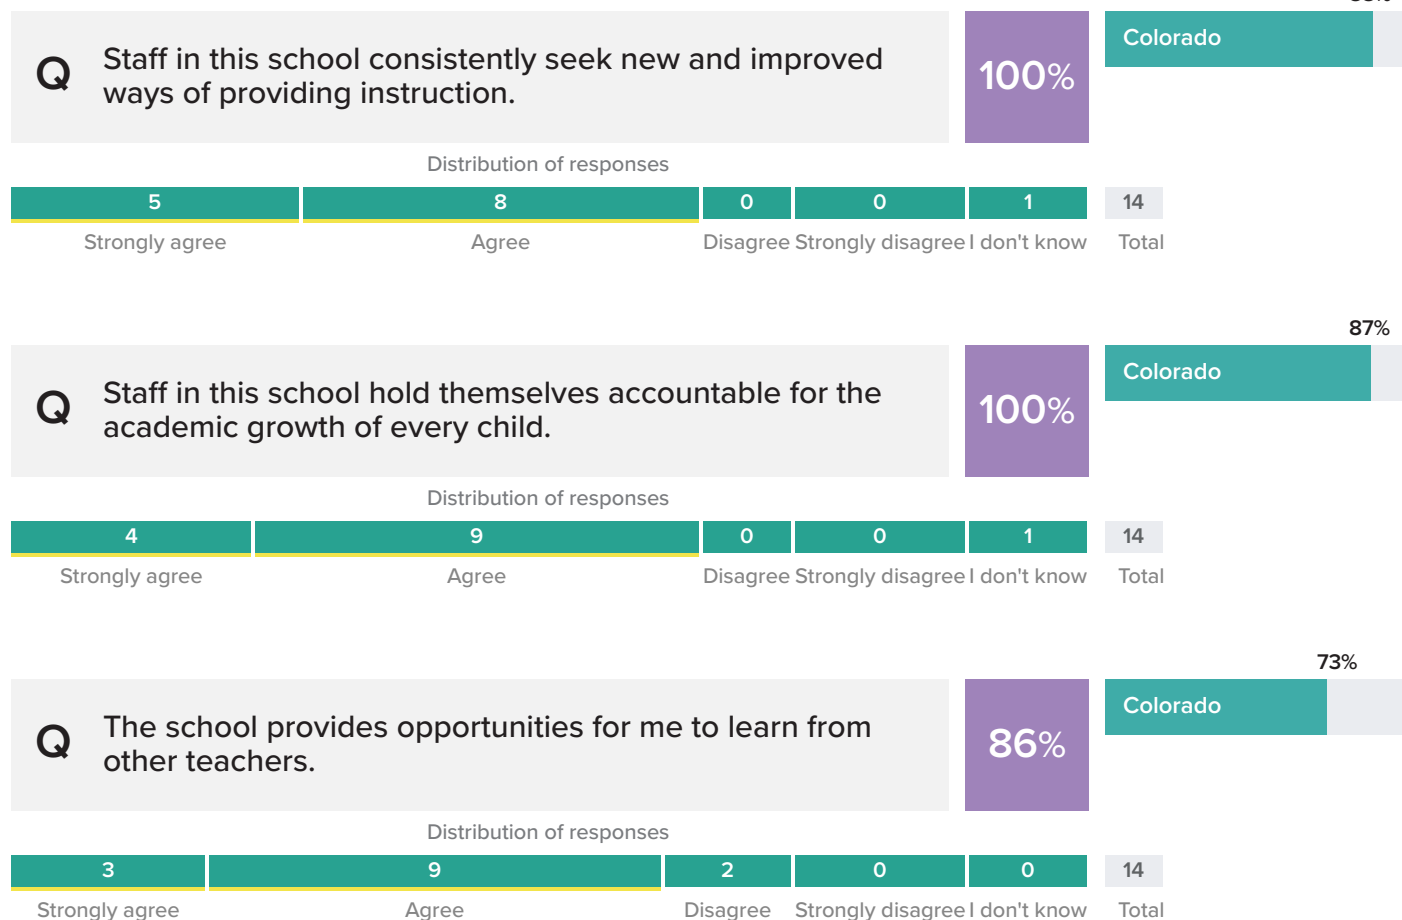 Q Staff in this school consistently seek new and improved
ways of providing instruction.
100%
Colorado
Distribution of responses
5 8 0 0 1 14
Strongly agree Agree Disagree Strongly disagree I don't know Total
87%
Q Staff in this school hold themselves accountable for the
academic growth of every child.
100%
Colorado
Distribution of responses
4 9 0 0 1 14
Strongly agree Agree Disagree Strongly disagree I don't know Total
73%
Q The school provides opportunities for me to learn from
other teachers.
86%
Colorado
Distribution of responses
3 9 2 0 0 14
Strongly agree Agree Disagree Strongly disagree I don't know Total